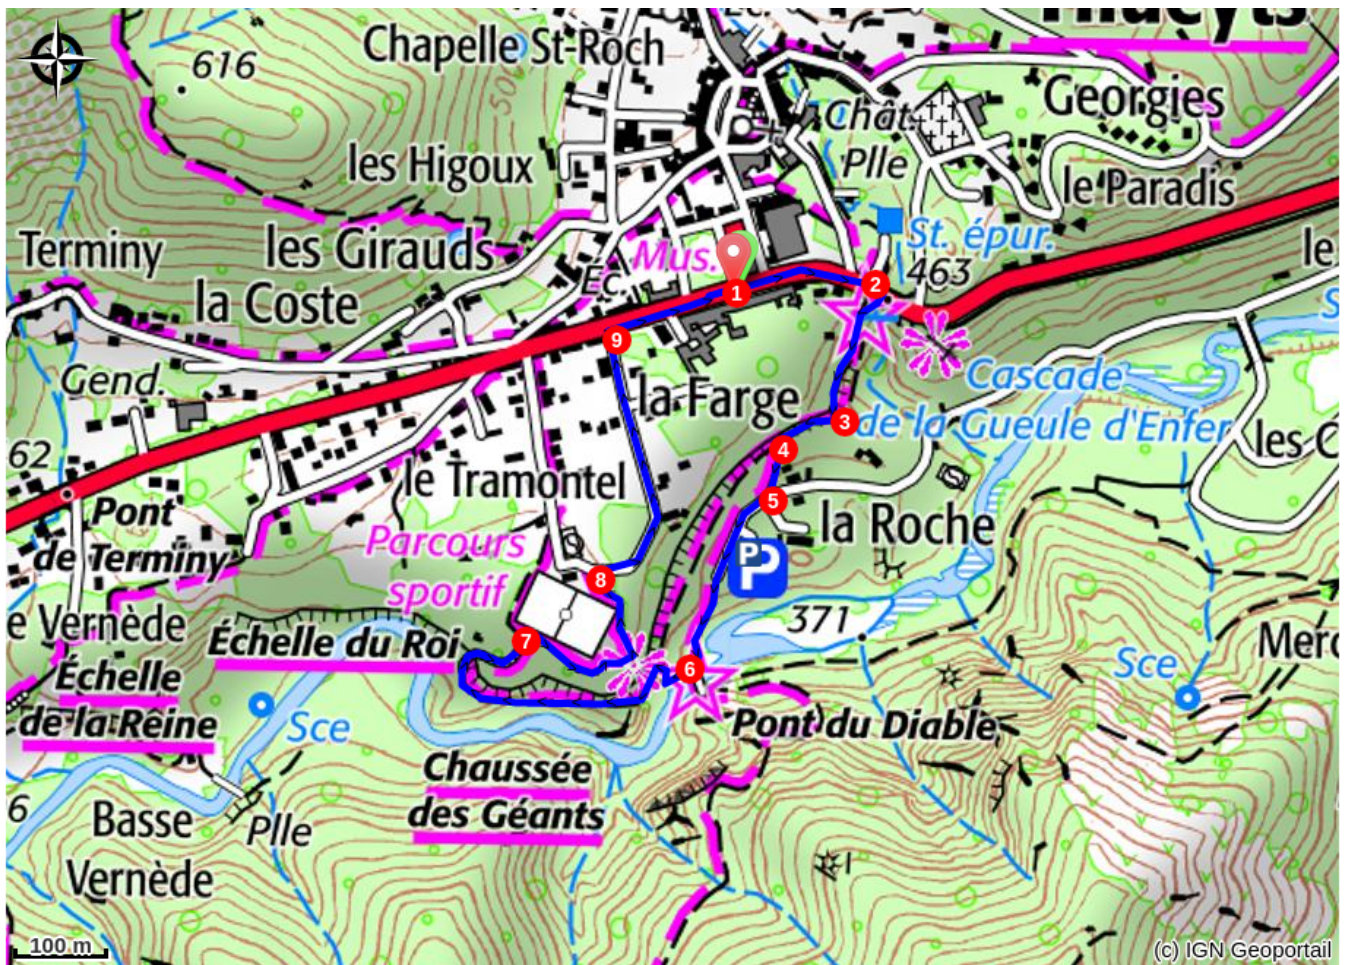 Chapelle St-Roch
616
Chât.
Plle
Georgies
le Paradis
les Higoux
Terminy
les Girauds
la Coste
Mus.
Éc.
St. épur.
463
le
1
2
9
Gend.
la Farge
Cascade
de la Gueule d'Enfer
3
4
les C
62
le Tramontel
5
la Roche
Pont
de Terminy
Parcours
sportif
P
P
8
371
e Vernède
Échelle du Roi
7
Échelle
de la Reine
6
Sce
Merc
Sce
Pont du Diable
Chaussée
des Géants
6
Basse
Vernède
Plle
100 m
(c) IGN Geoportail